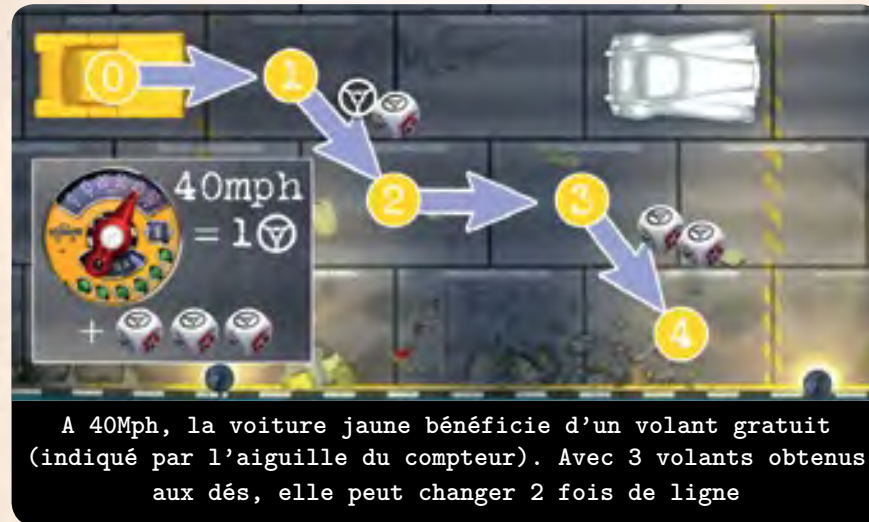 0
1
2
3
4
40mph
= 1
+
A 40Mph, la voiture jaune bénéficie d'un volant gratuit
(indiqué par l'aiguille du compteur). Avec 3 volants obtenus
aux dés, elle peut changer 2 fois de ligne